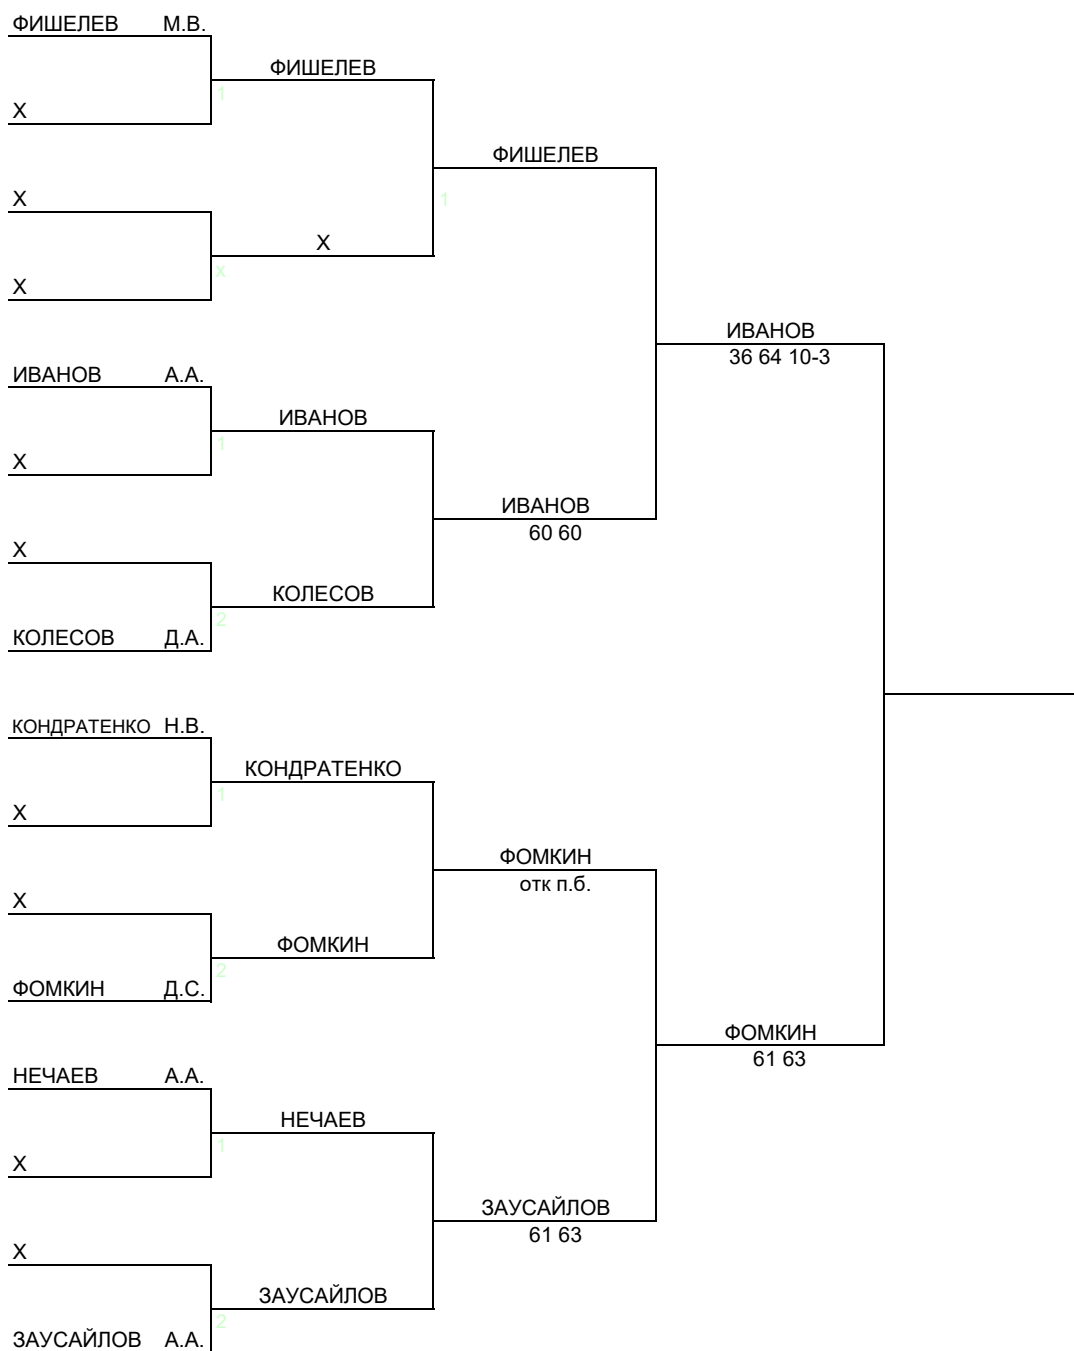 ФИШЕЛЕВ М.В.
ФИШЕЛЕВ
1
Х
ФИШЕЛЕВ
Х
1
Х
х
Х
ИВАНОВ
36 64 10-3
ИВАНОВ А.А.
ИВАНОВ
1
Х
ИВАНОВ
60 60
Х
КОЛЕСОВ
2
КОЛЕСОВ Д.А.
КОНДРАТЕНКО Н.В.
КОНДРАТЕНКО
1
Х
ФОМКИН
отк п.б.
Х
ФОМКИН
2
ФОМКИН Д.С.
ФОМКИН
61 63
НЕЧАЕВ А.А.
НЕЧАЕВ
1
Х
ЗАУСАЙЛОВ
61 63
Х
ЗАУСАЙЛОВ
2
ЗАУСАЙЛОВ А.А.